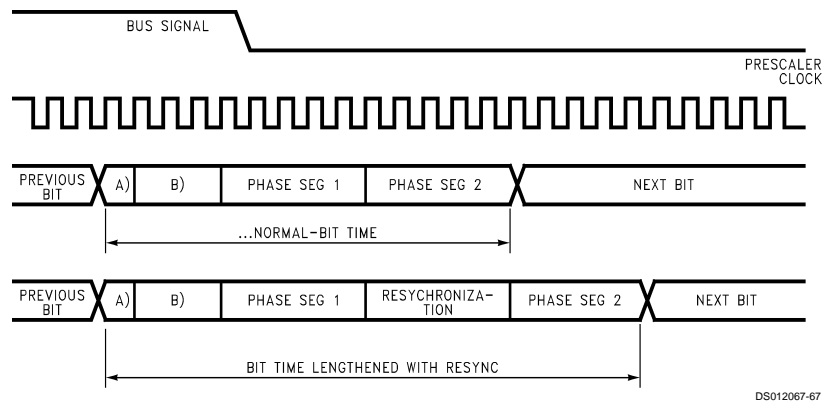 BUS SIGNAL
PRESCALER
CLOCK
PREVIOUS
BIT
A)
B)
PHASE SEG 1
PHASE SEG 2
NEXT BIT
...NORMAL-BIT TIME
PREVIOUS
BIT
A)
B)
PHASE SEG 1
RESYCHRONIZA-
TION
PHASE SEG 2
NEXT BIT
BIT TIME LENGTHENED WITH RESYNC
DS012067-67